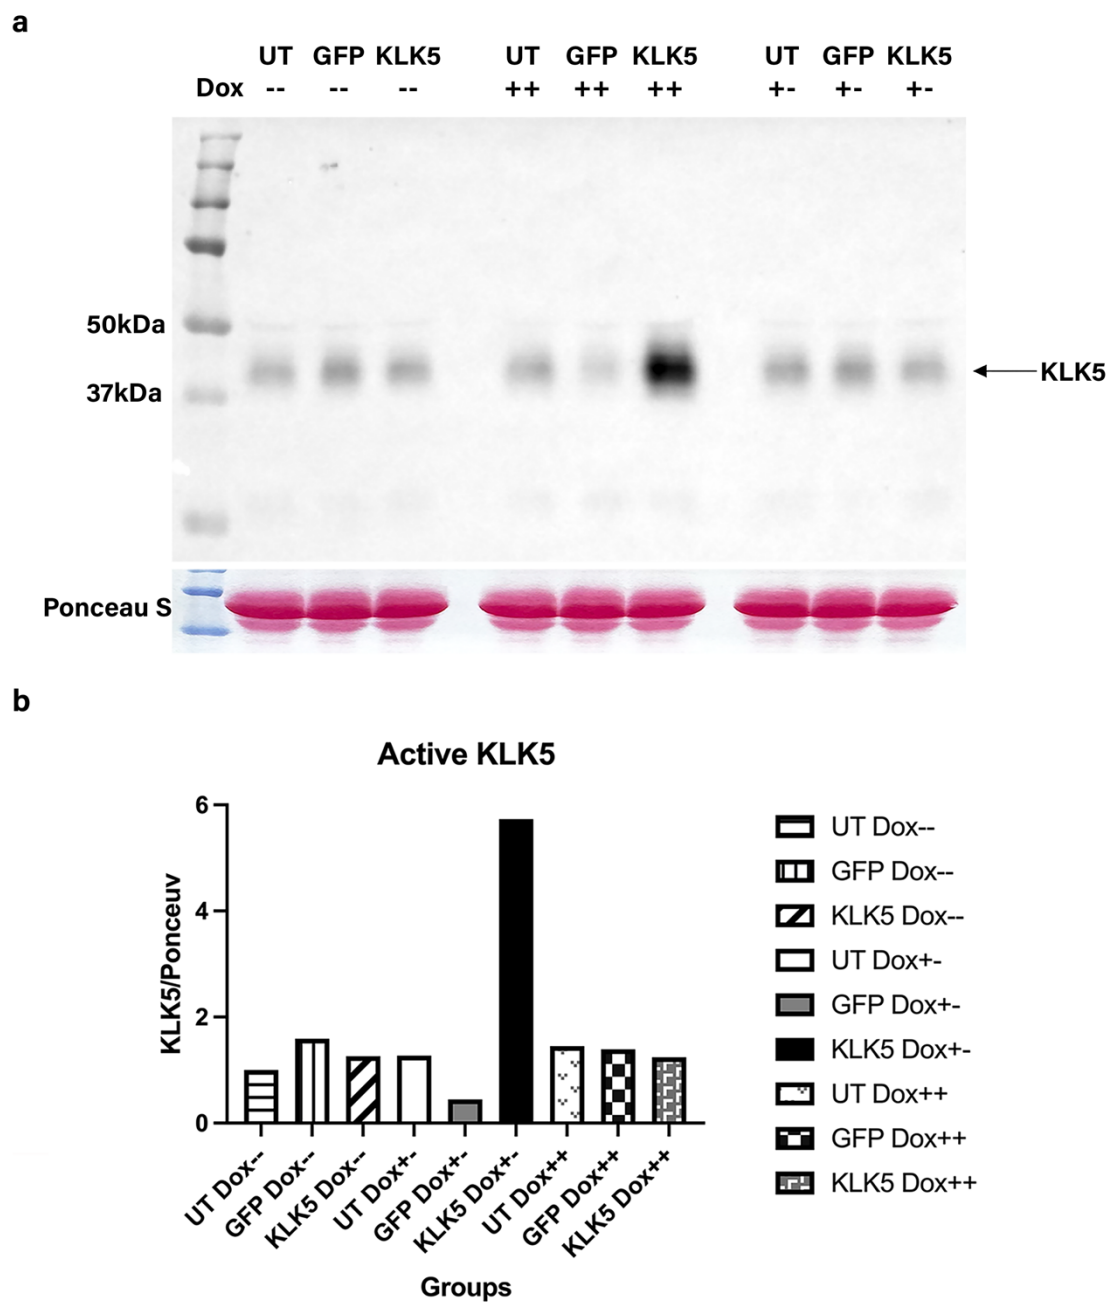 a
UT GFP KLK5 UT GFP KLK5 UT GFP KLK5
Dox -- -- -- ++ ++ ++ +- +- +-
50kDa
37kDa
KLK5
Ponceau S
b
Active KLK5
KLK5/Ponceuv
6
4
2
0
UT Dox--
GFP Dox--
KLK5 Dox--
UT Dox+-
GFP Dox+-
KLK5 Dox+-
UT Dox++
GFP Dox++
KLK5 Dox++
Groups
UT Dox--
GFP Dox--
KLK5 Dox--
UT Dox+-
GFP Dox+-
KLK5 Dox+-
UT Dox++
GFP Dox++
KLK5 Dox++